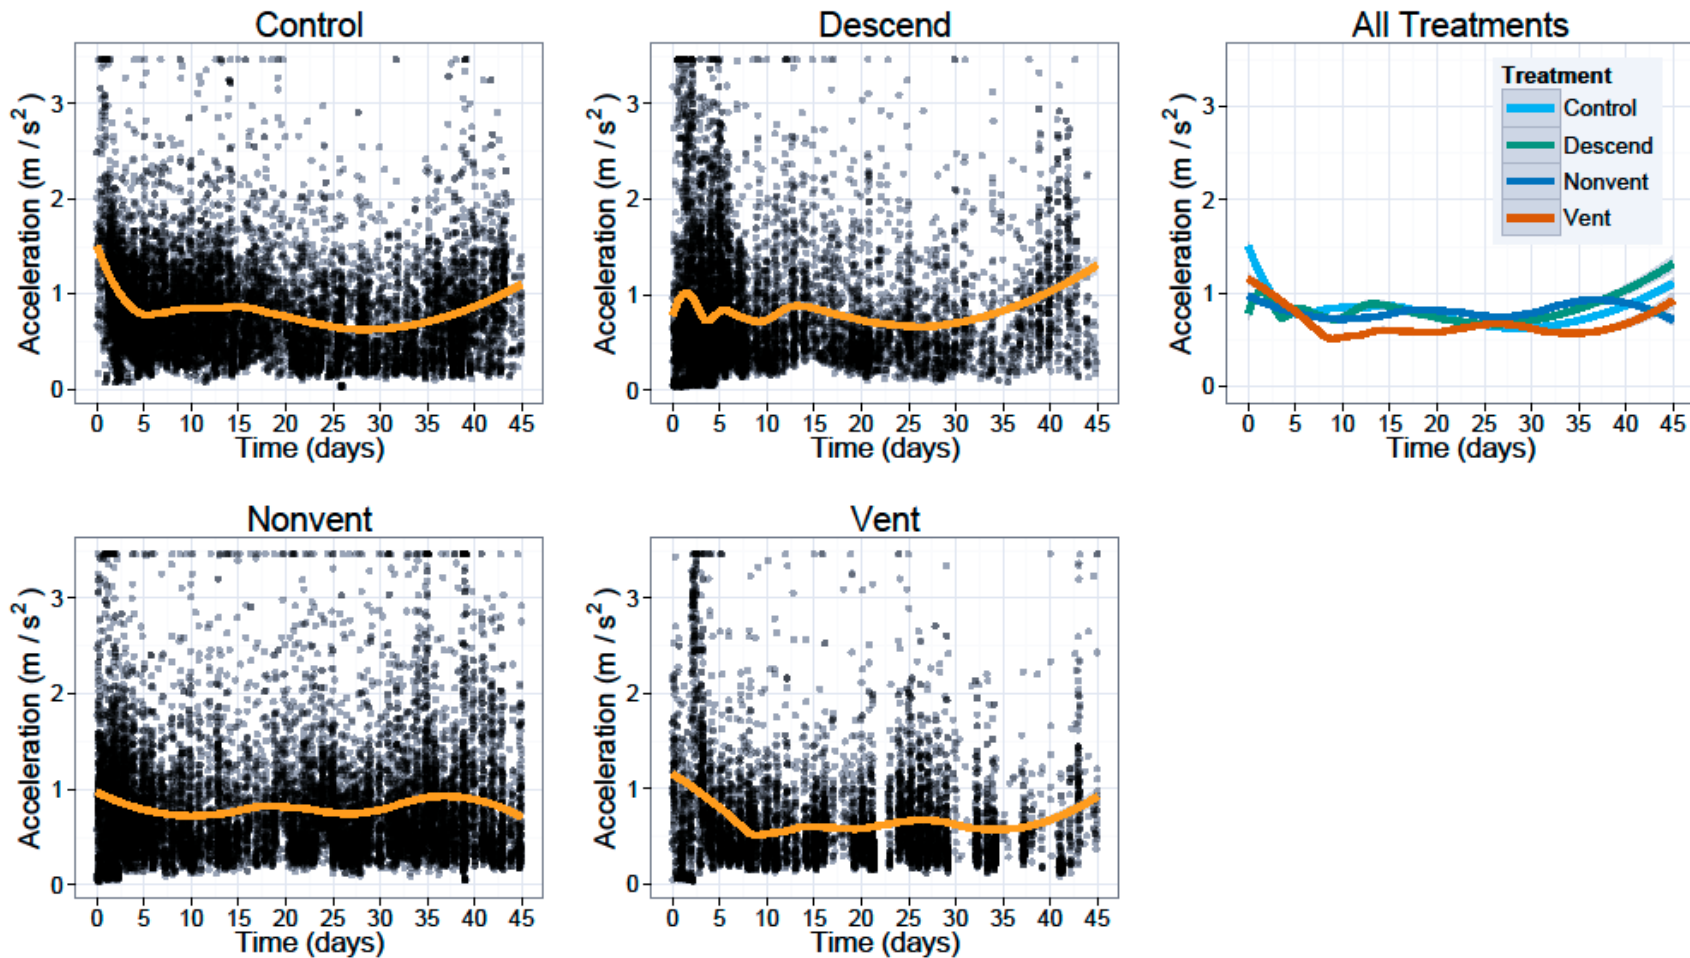 Control
Acceleration (m / s²)
3
2
1
0
0 5 10 15 20 25 30 35 40 45
Time (days)
Descend
Acceleration (m / s²)
3
2
1
0
0 5 10 15 20 25 30 35 40 45
Time (days)
All Treatments
Acceleration (m / s²)
3
2
1
0
Treatment
Control
Descend
Nonvent
Vent
0 5 10 15 20 25 30 35 40 45
Time (days)
Nonvent
Acceleration (m / s²)
3
2
1
0
0 5 10 15 20 25 30 35 40 45
Time (days)
Vent
Acceleration (m / s²)
3
2
1
0
0 5 10 15 20 25 30 35 40 45
Time (days)